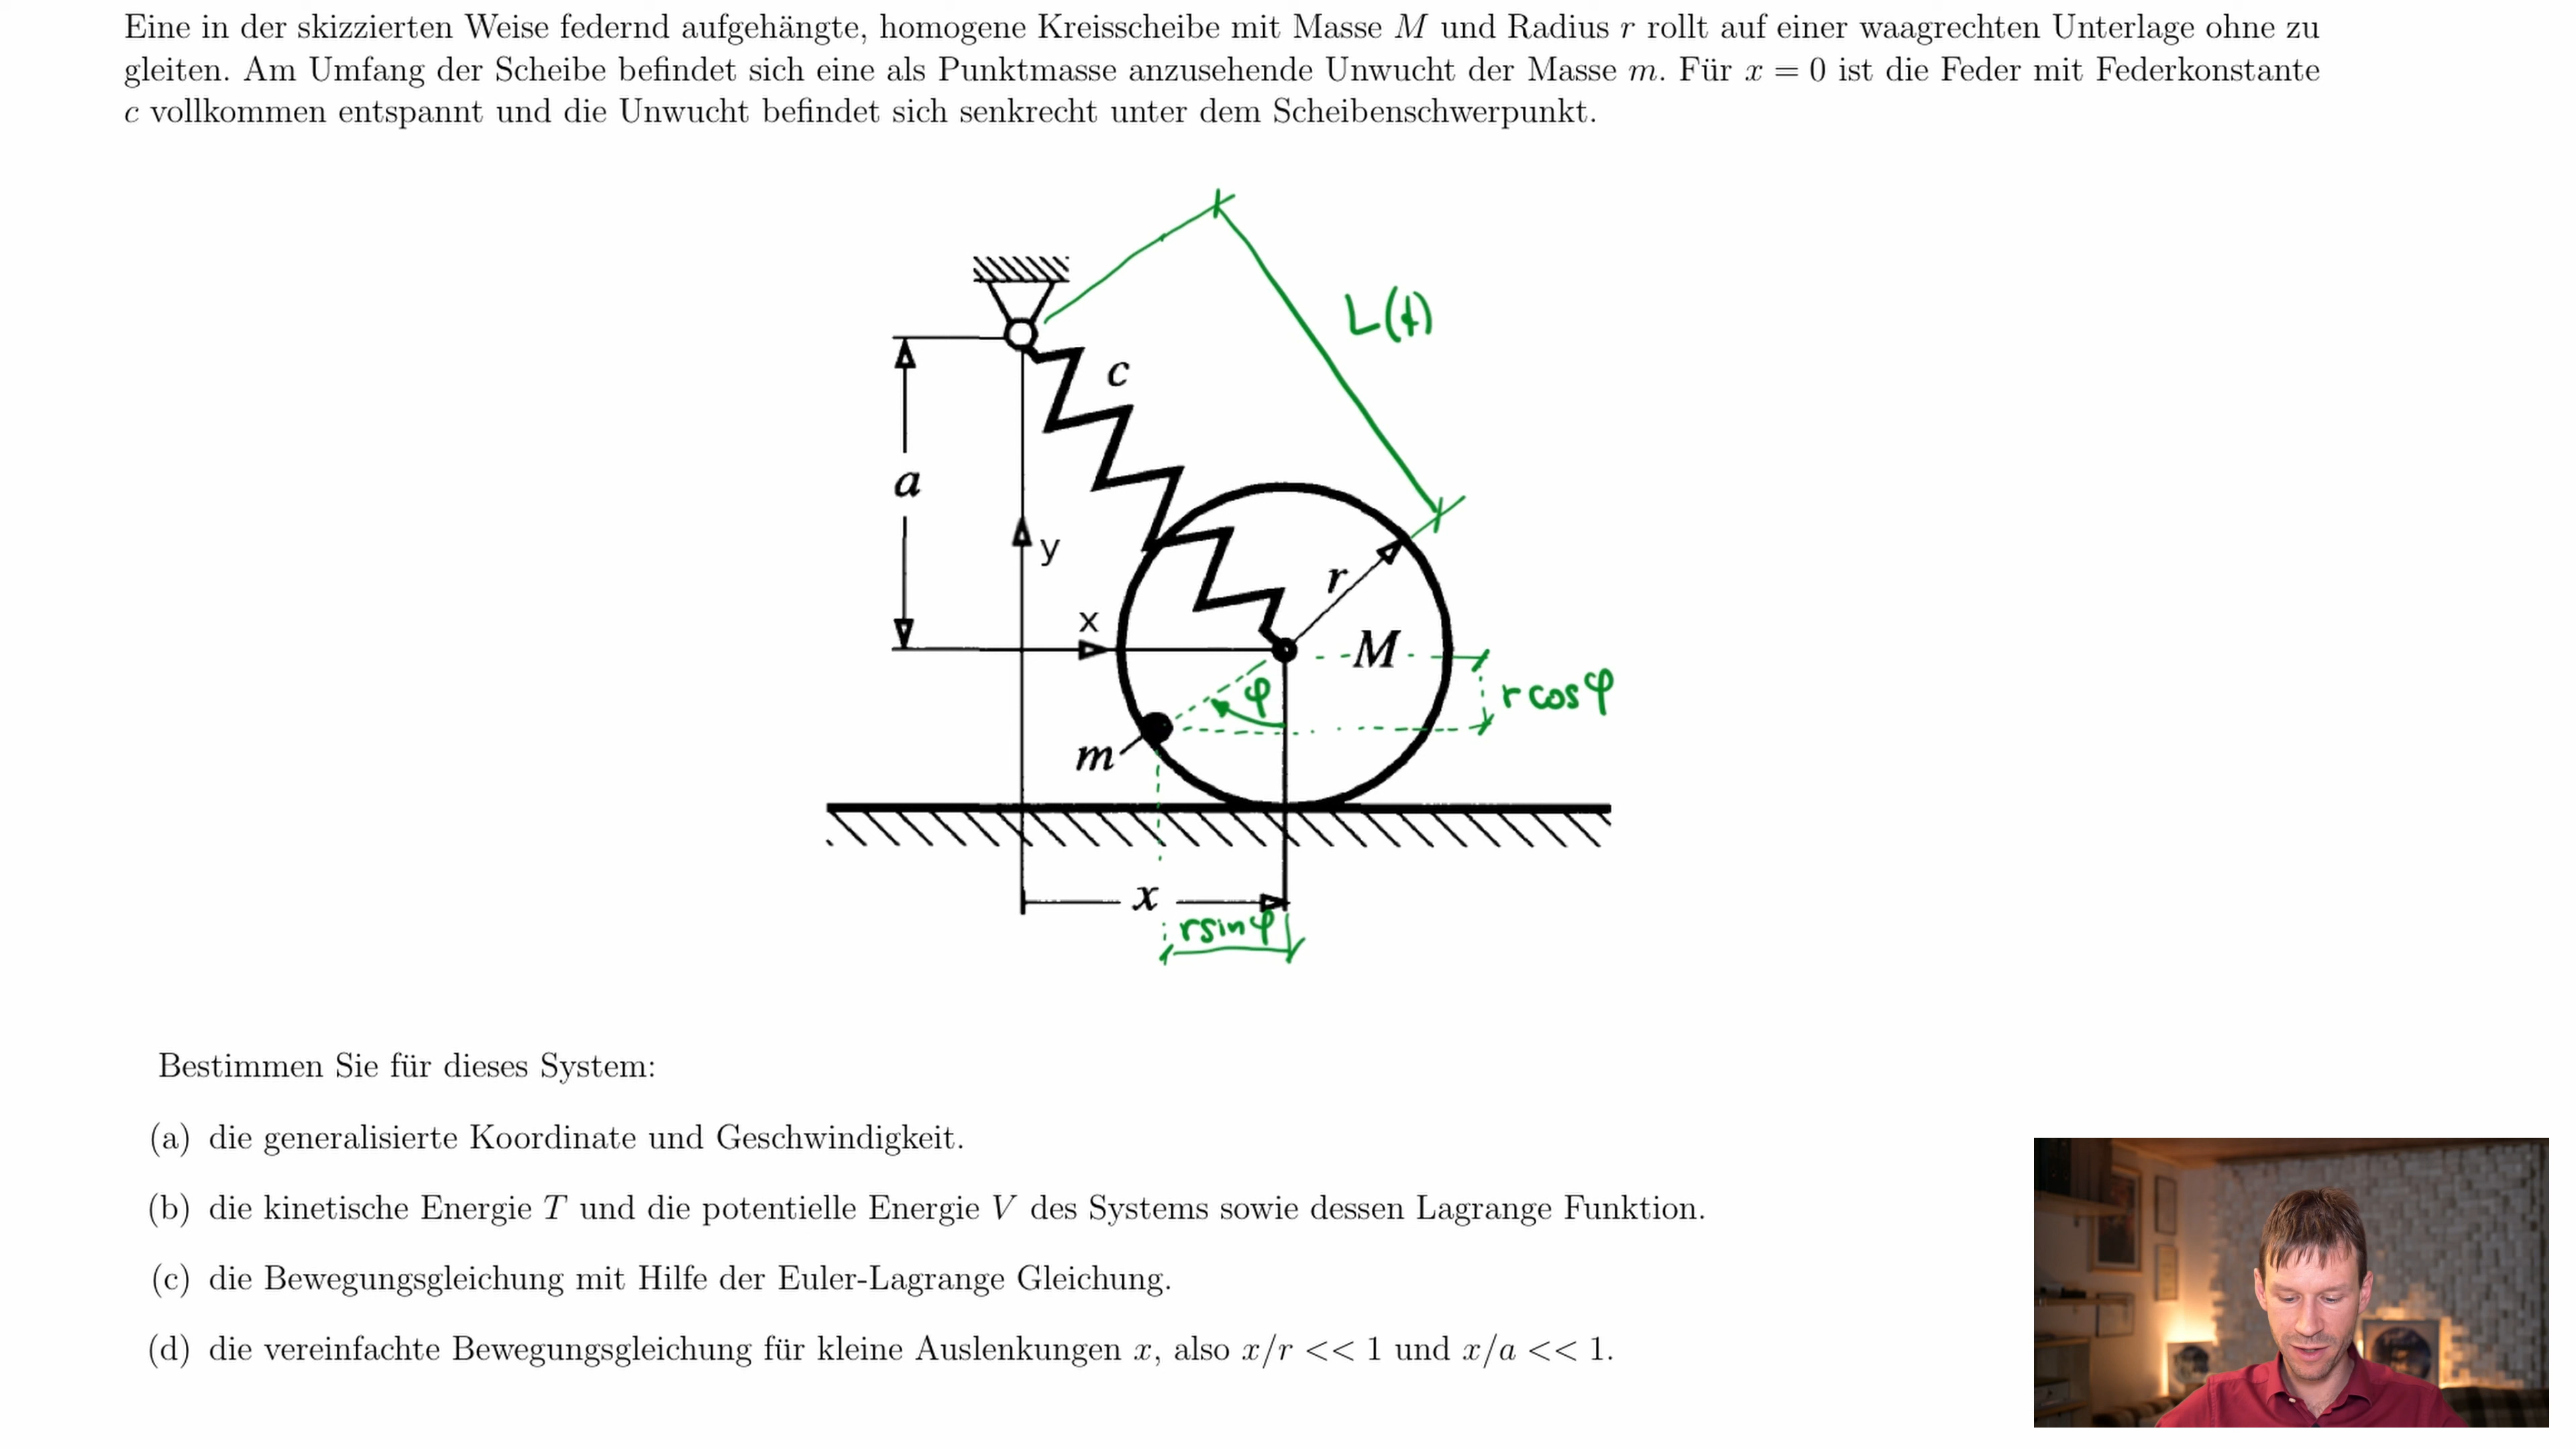 Eine in der skizzierten Weise federnd aufgehängte, homogene Kreisscheibe mit Masse M und Radius r rollt auf einer waagrechten Unterlage ohne zu
gleiten. Am Umfang der Scheibe befindet sich eine als Punktmasse anzusehende Unwucht der Masse m. Für x = 0 ist die Feder mit Federkonstante
c vollkommen entspannt und die Unwucht befindet sich senkrecht unter dem Scheibenschwerpunkt.
L(t)
c
a
y
r
x
M
φ
r cosφ
m
x
r sinφ
Bestimmen Sie für dieses System:
(a) die generalisierte Koordinate und Geschwindigkeit.
(b) die kinetische Energie T und die potentielle Energie V des Systems sowie dessen Lagrange Funktion.
(c) die Bewegungsgleichung mit Hilfe der Euler-Lagrange Gleichung.
(d) die vereinfachte Bewegungsgleichung für kleine Auslenkungen x, also x/r << 1 und x/a << 1.